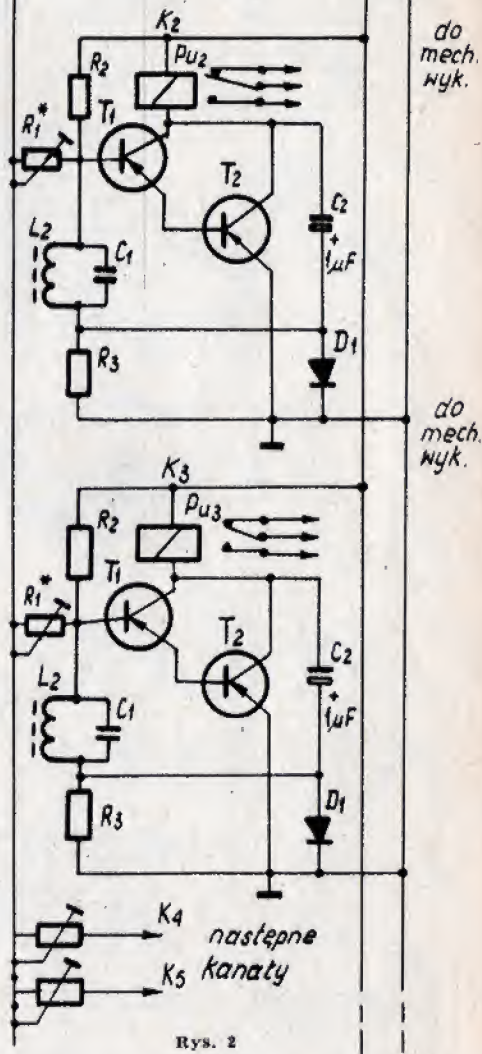 K2
do
mech.
wyk.
R2
Pu2
T1
R1*
T2
C2
+
1µF
L2
C1
D1
R3
do
mech.
wyk.
K3
R2
Pu3
T1
R1*
T2
L2
C2
+
1µF
C1
D1
R3
K4
następne
kanały
K5
Rys. 2